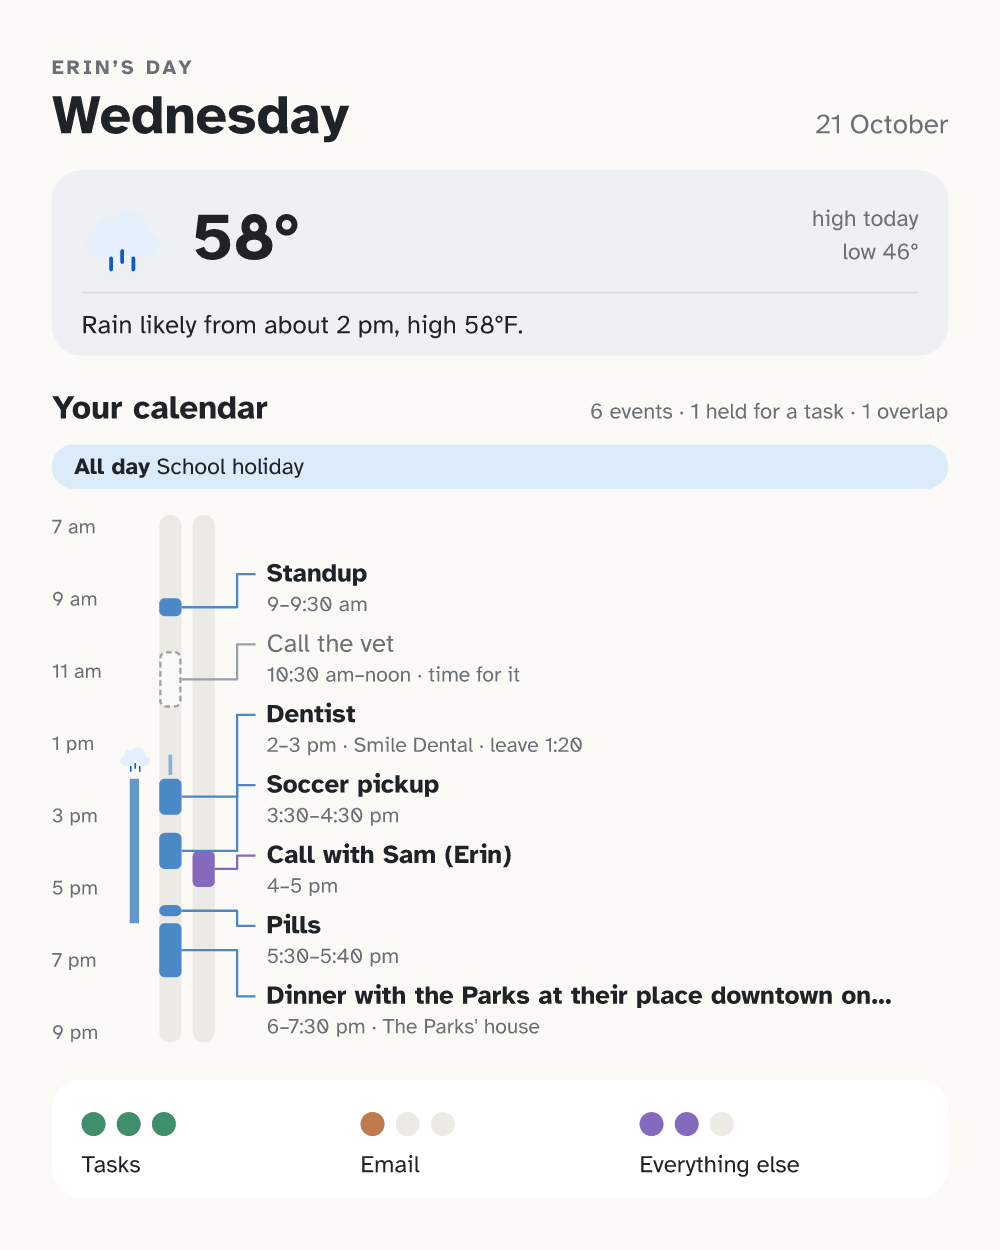 ERIN’S DAY
Wednesday
21 October
58°
high today
low 46°
Rain likely from about 2 pm, high 58°F.
Your calendar
6 events · 1 held for a task · 1 overlap
All day School holiday
7 am
Standup
9 am
9–9:30 am
Call the vet
11 am
10:30 am–noon · time for it
Dentist
1 pm
2–3 pm · Smile Dental · leave 1:20
Soccer pickup
3 pm
3:30–4:30 pm
Call with Sam (Erin)
5 pm
4–5 pm
Pills
7 pm
5:30–5:40 pm
Dinner with the Parks at their place downtown on...
9 pm
6–7:30 pm · The Parks' house
Tasks
Email
Everything else